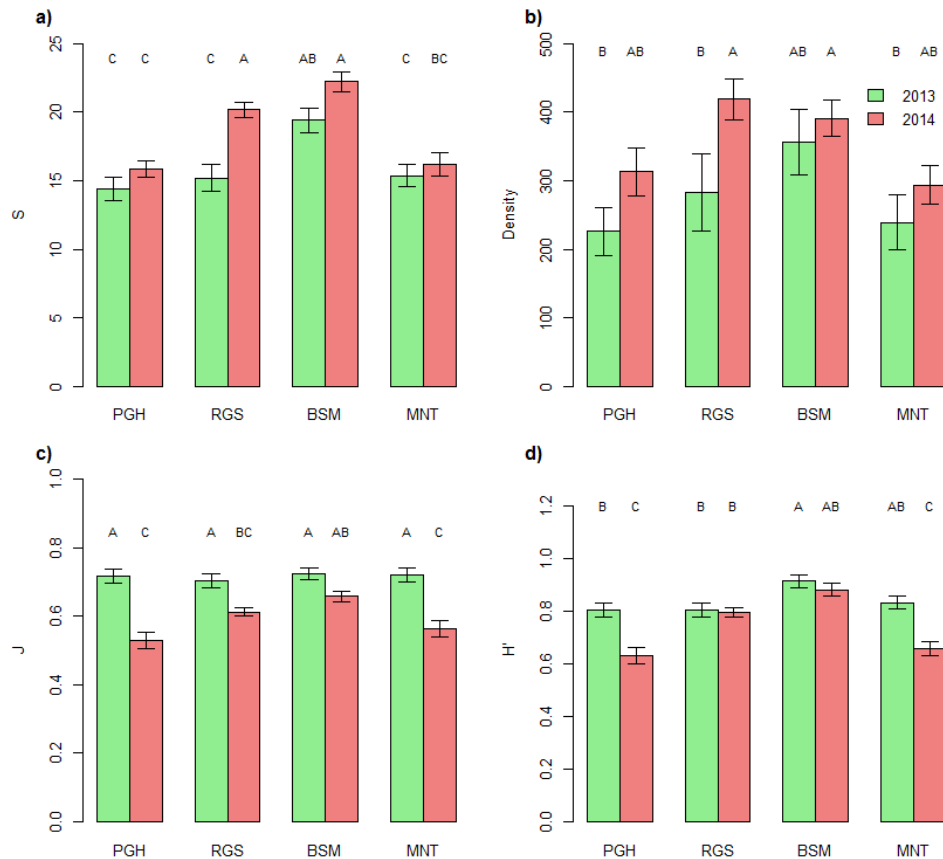 a)
S
25
20
15
10
5
0
C C C A AB A C BC
PGH RGS BSM MNT
b)
Density
500
400
300
200
100
0
B AB B A AB A B AB
2013
2014
PGH RGS BSM MNT
c)
J
1.0
0.8
0.6
0.4
0.2
0.0
A C A BC A AB A C
PGH RGS BSM MNT
d)
H'
1.2
1.0
0.8
0.6
0.4
0.2
0.0
B C B B A AB AB C
PGH RGS BSM MNT